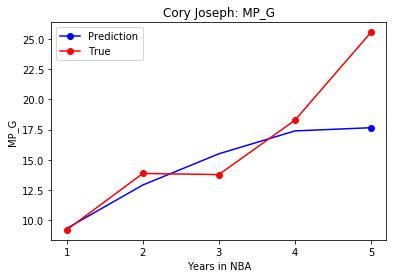 Cory Joseph: MP_G
Prediction
True
25.0
22.5
20.0
17.5
15.0
12.5
10.0
MP_G
1 2 3 4 5
Years in NBA